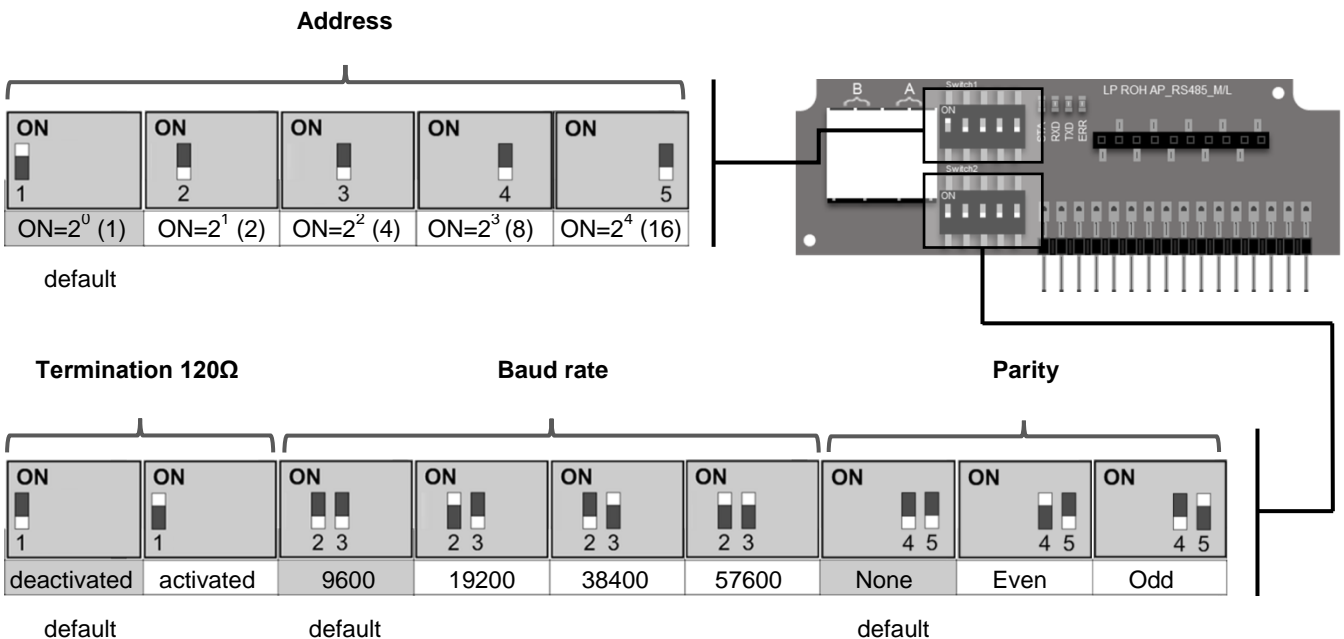 Address
ON ON ON ON ON
1 2 3 4 5
ON=2⁰ (1) ON=2¹ (2) ON=2² (4) ON=2³ (8) ON=2⁴ (16)
default
B A Switch1 LP ROH AP_RS485_M/L
ON
RXD TXD ERR
Switch2
ON
Termination 120Ω Baud rate Parity
ON ON ON ON ON ON ON ON ON
1 1 2 3 2 3 2 3 2 3 4 5 4 5 4 5
deactivated activated 9600 19200 38400 57600 None Even Odd
default default default